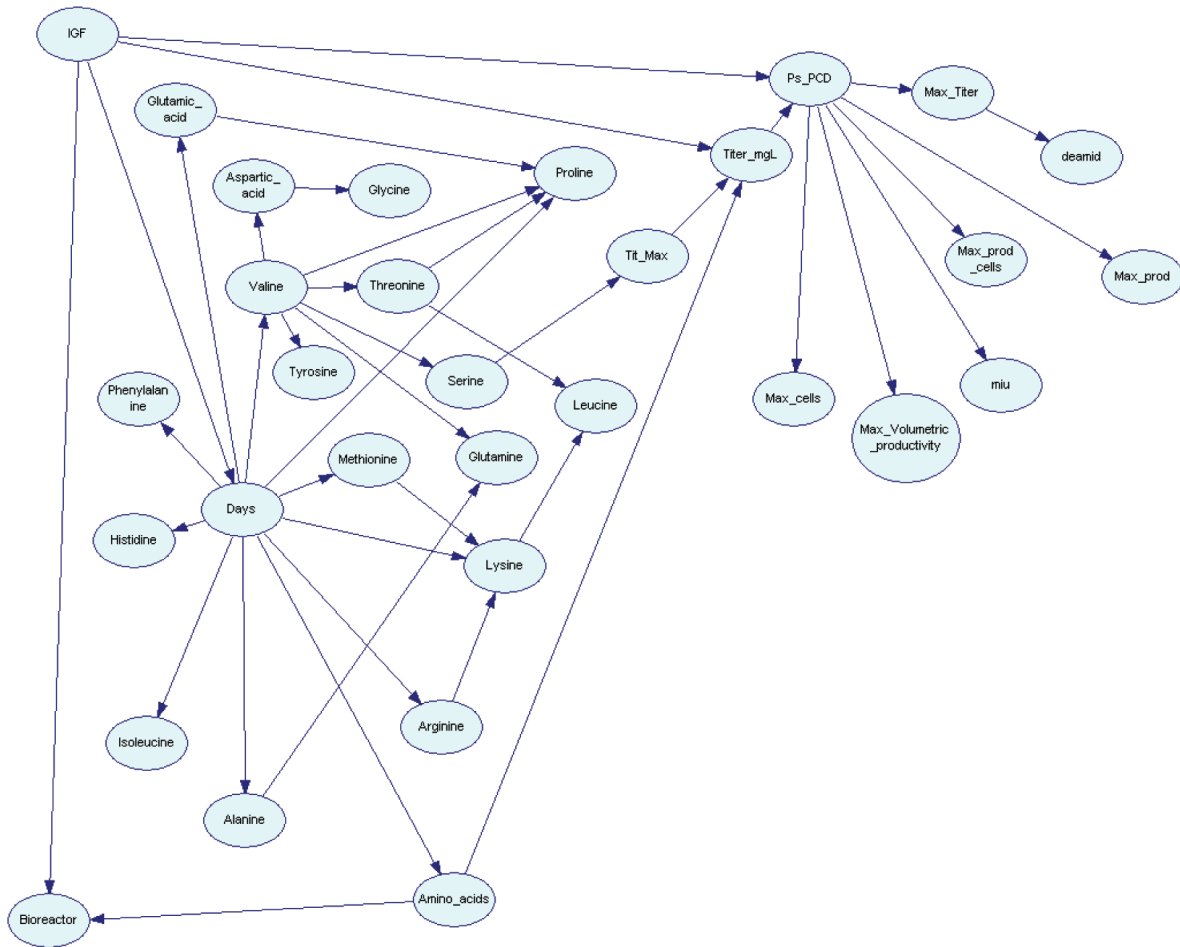 IGF
Ps_PCD
Max_Titer
Glutamic_
acid
Titer_mgL
deamid
Proline
Aspartic_
acid
Glycine
Tit_Max
Max_prod
_cells
Max_prod
Valine
Threonine
Tyrosine
Serine
Phenylalan
ine
Leucine
Max_cells
miu
Max_Volumetric
_productivity
Methionine
Glutamine
Days
Histidine
Lysine
Arginine
Isoleucine
Alanine
Amino_acids
Bioreactor